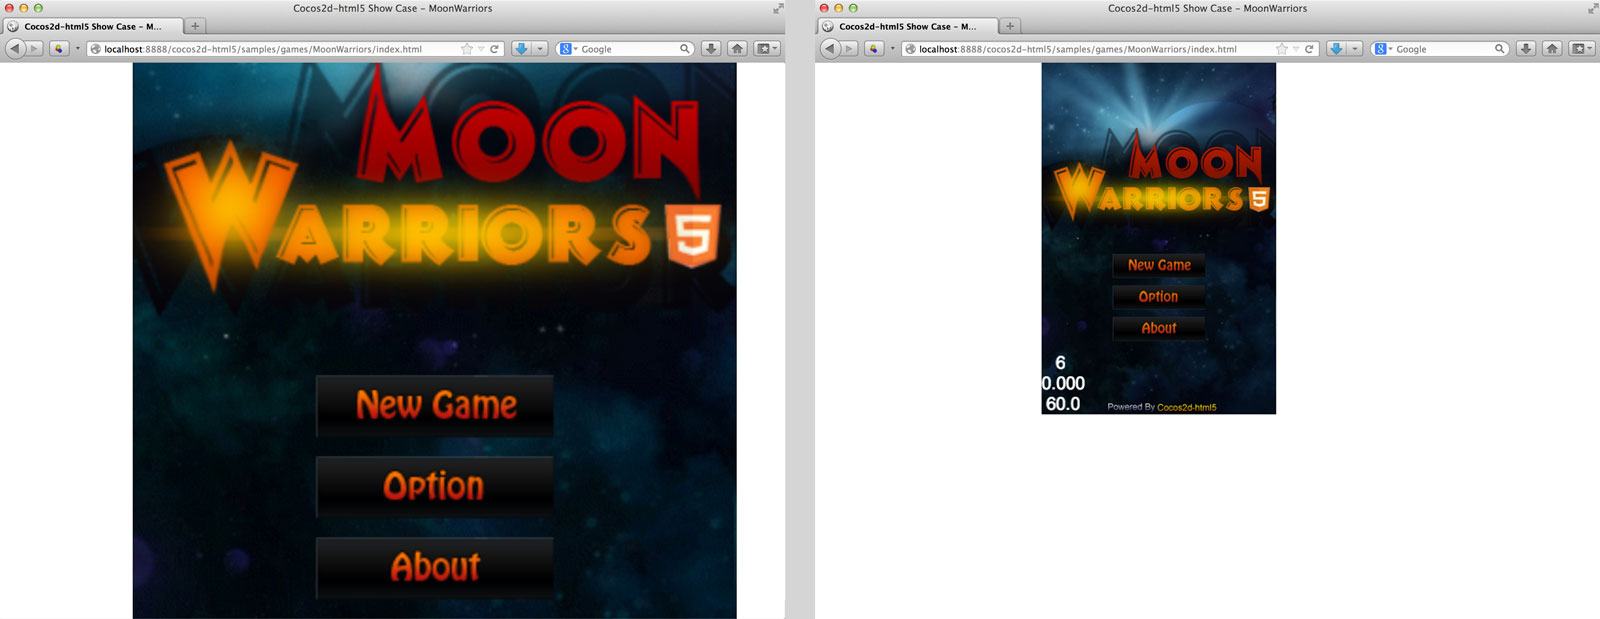 Cocos2d-html5 Show Case – MoonWarriors
Cocos2d-html5 Show Case – M...
localhost:8888/cocos2d-html5/samples/games/MoonWarriors/index.html
8
Google
MOON
WARRIORS 5
New Game
Option
About
Cocos2d-html5 Show Case – MoonWarriors
Cocos2d-html5 Show Case – M...
localhost:8888/cocos2d-html5/samples/games/MoonWarriors/index.html
8
Google
MOON
WARRIORS 5
New Game
Option
About
6
0.000
60.0
Powered By Cocos2d-html5